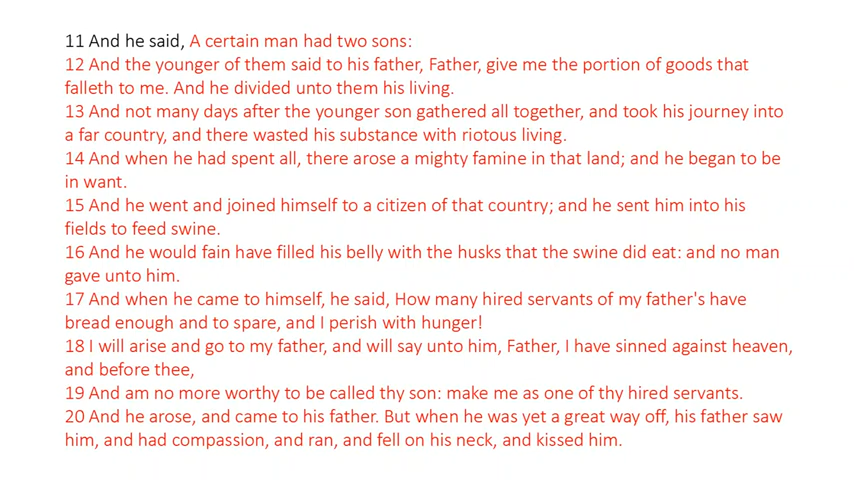 11 And he said, A certain man had two sons:
12 And the younger of them said to his father, Father, give me the portion of goods that
falleth to me. And he divided unto them his living.
13 And not many days after the younger son gathered all together, and took his journey into
a far country, and there wasted his substance with riotous living.
14 And when he had spent all, there arose a mighty famine in that land; and he began to be
in want.
15 And he went and joined himself to a citizen of that country; and he sent him into his
fields to feed swine.
16 And he would fain have filled his belly with the husks that the swine did eat: and no man
gave unto him.
17 And when he came to himself, he said, How many hired servants of my father's have
bread enough and to spare, and I perish with hunger!
18 I will arise and go to my father, and will say unto him, Father, I have sinned against heaven,
and before thee,
19 And am no more worthy to be called thy son: make me as one of thy hired servants.
20 And he arose, and came to his father. But when he was yet a great way off, his father saw
him, and had compassion, and ran, and fell on his neck, and kissed him.